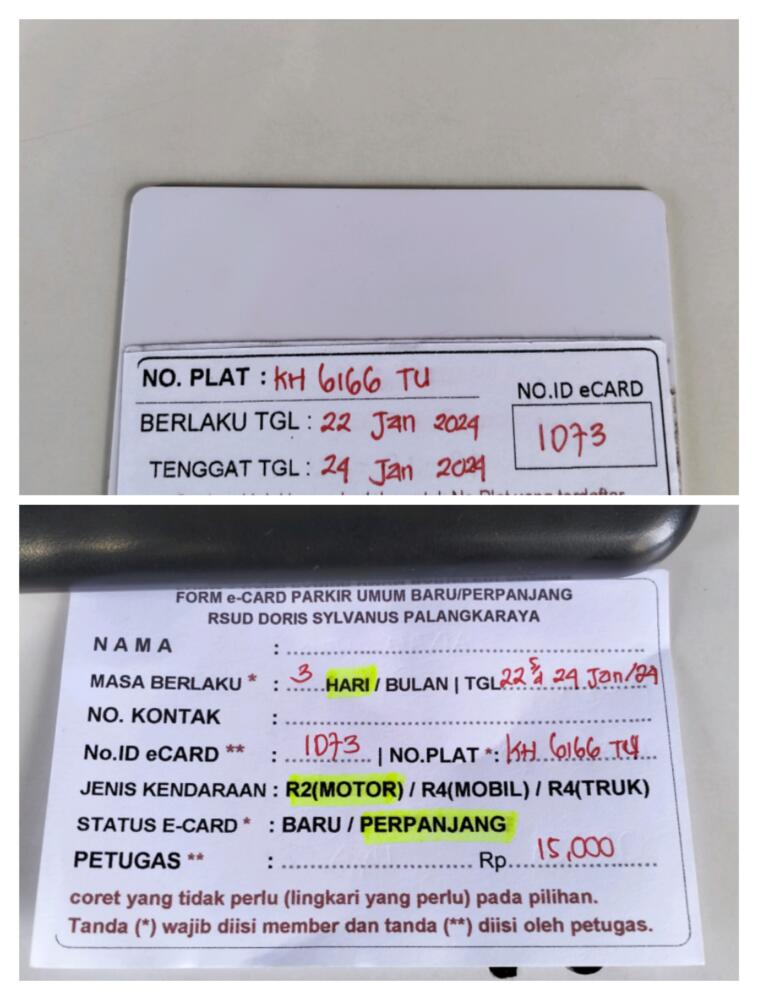 NO. PLAT : KH 6166 TU
NO.ID eCARD
BERLAKU TGL : 22 Jan 2024
1073
TENGGAT TGL : 24 Jan 2024
FORM e-CARD PARKIR UMUM BARU/PERPANJANG
RSUD DORIS SYLVANUS PALANGKARAYA
NAMA :
MASA BERLAKU * : 3 HARI / BULAN | TGL 22 s/d 24 Jan/24
NO. KONTAK :
No.ID eCARD ** : 1073 | NO.PLAT *: KH 6166 TU
JENIS KENDARAAN : R2(MOTOR) / R4(MOBIL) / R4(TRUK)
STATUS E-CARD * : BARU / PERPANJANG
PETUGAS ** : Rp 15,000
coret yang tidak perlu (lingkari yang perlu) pada pilihan.
Tanda (*) wajib diisi member dan tanda (**) diisi oleh petugas.